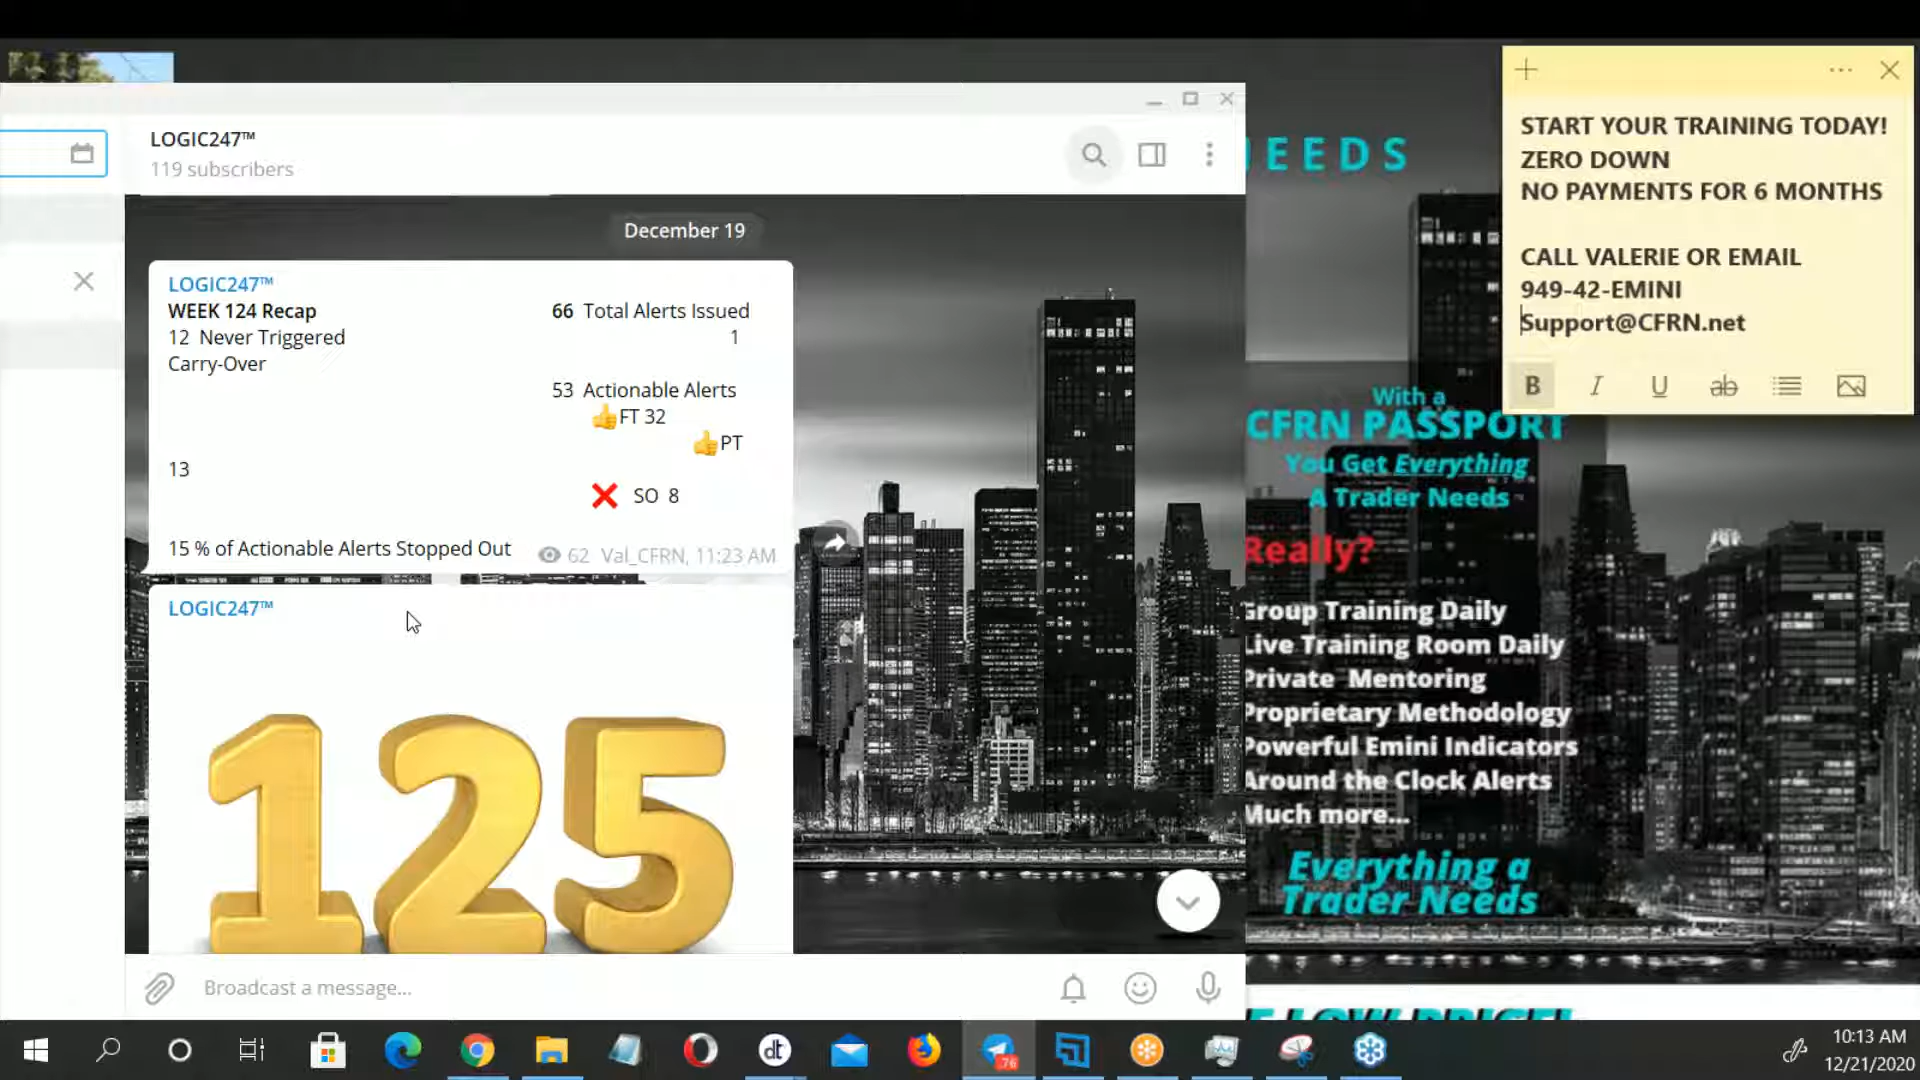 LOGIC247™
119 subscribers
December 19
LOGIC247™
WEEK 124 Recap 66 Total Alerts Issued
12 Never Triggered 1
Carry-Over
53 Actionable Alerts
👍FT 32
👍PT
13
❌ SO 8
15 % of Actionable Alerts Stopped Out 62 Val_CFRN, 11:23 AM
LOGIC247™
125
Broadcast a message...
EEDS
With a
CFRN PASSPORT
You Get Everything
A Trader Needs
Really?
Group Training Daily
Live Training Room Daily
Private Mentoring
Proprietary Methodology
Powerful Emini Indicators
Around the Clock Alerts
Much more...
Everything a
Trader Needs
LOW PRICE!
START YOUR TRAINING TODAY!
ZERO DOWN
NO PAYMENTS FOR 6 MONTHS
CALL VALERIE OR EMAIL
949-42-EMINI
Support@CFRN.net
B I U ab
dt
76
10:13 AM
12/21/2020